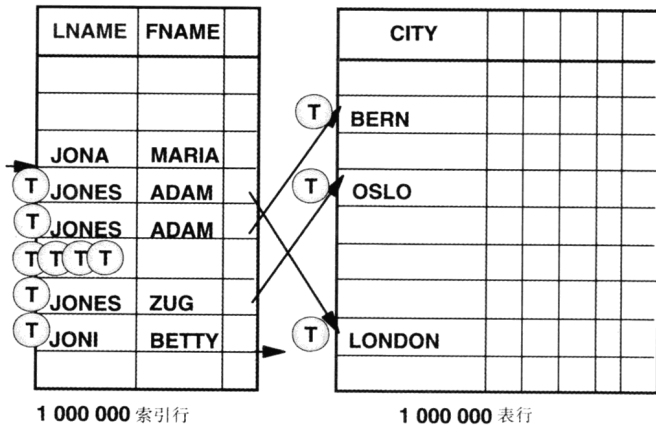 LNAME FNAME
JONA MARIA
T JONES ADAM
T JONES ADAM
T T T T
T JONES ZUG
T JONI BETTY
1 000 000 索引行
CITY
T BERN
T OSLO
T LONDON
1 000 000 表行